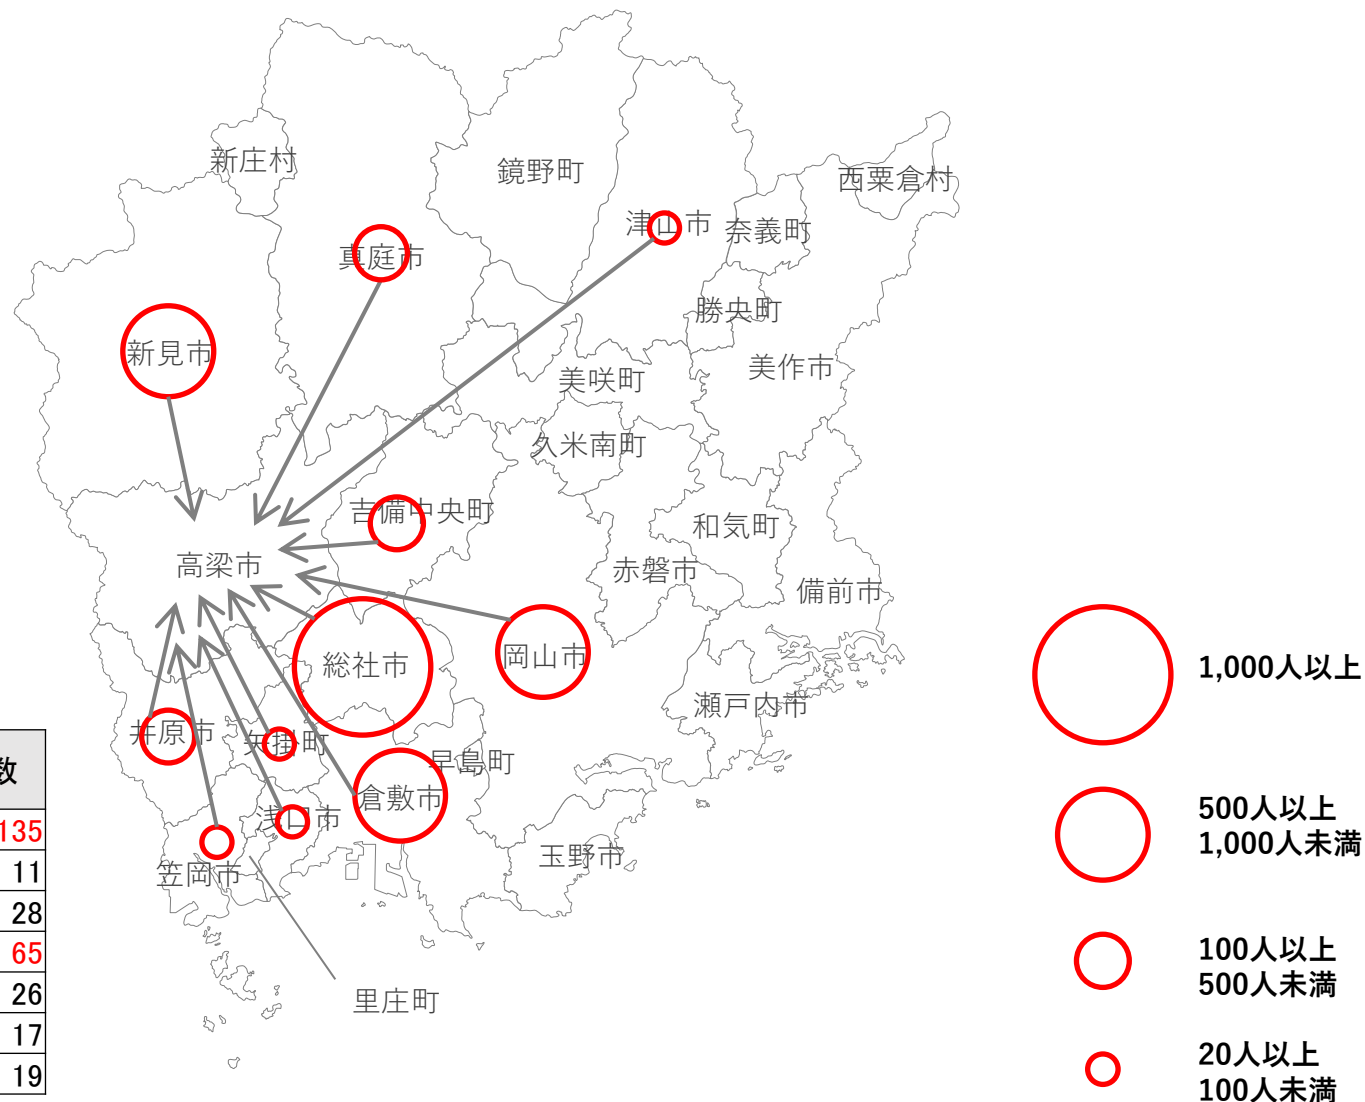 新庄村
鏡野町
西粟倉村
津山市
奈義町
真庭市
勝央町
新見市
美作市
美咲町
久米南町
吉備中央町
和気町
高梁市
赤磐市
備前市
総社市
岡山市
瀬戸内市
井原市
矢掛町
早島町
倉敷市
浅口市
玉野市
笠岡市
里庄町
数
135
11
28
65
26
17
19
1,000人以上
500人以上
1,000人未満
100人以上
500人未満
20人以上
100人未満